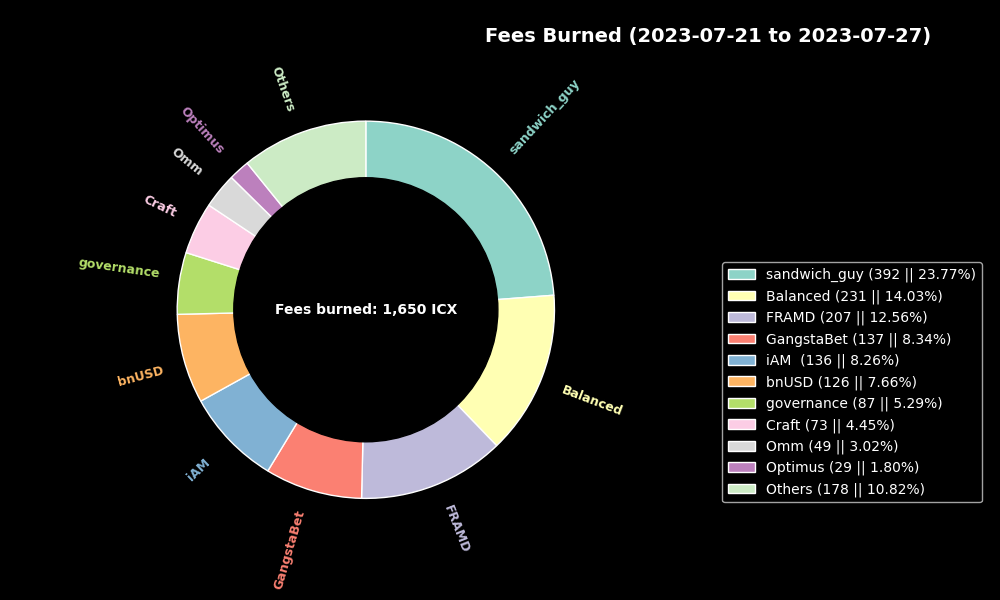 Fees Burned (2023-07-21 to 2023-07-27)
sandwich_guy
Balanced
FRAMD
GangstaBet
iAM
bnUSD
governance
Craft
Omm
Optimus
Others
Fees burned: 1,650 ICX
sandwich_guy (392 || 23.77%)
Balanced (231 || 14.03%)
FRAMD (207 || 12.56%)
GangstaBet (137 || 8.34%)
iAM  (136 || 8.26%)
bnUSD (126 || 7.66%)
governance (87 || 5.29%)
Craft (73 || 4.45%)
Omm (49 || 3.02%)
Optimus (29 || 1.80%)
Others (178 || 10.82%)